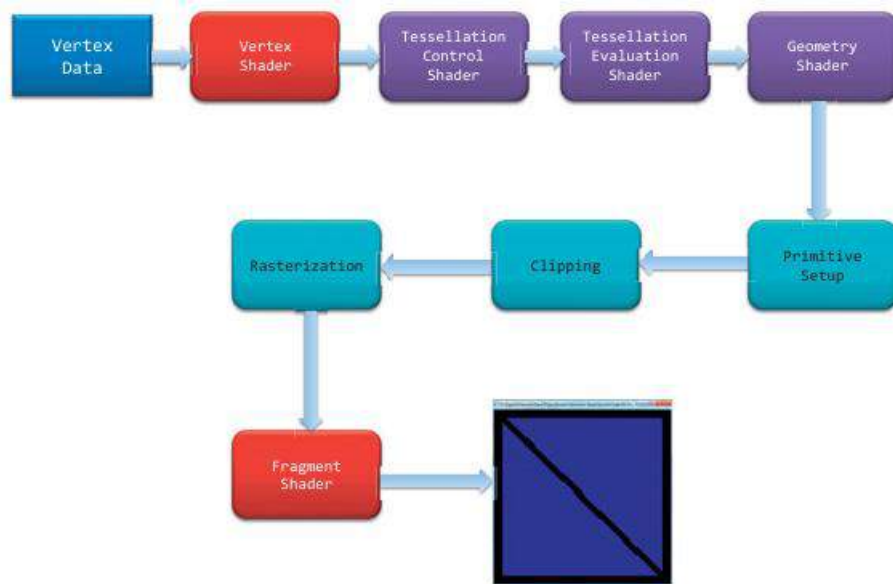 Vertex
Data
Vertex
Shader
Tessellation
Control
Shader
Tessellation
Evaluation
Shader
Geometry
Shader
Rasterization
Clipping
Primitive
Setup
Fragment
Shader